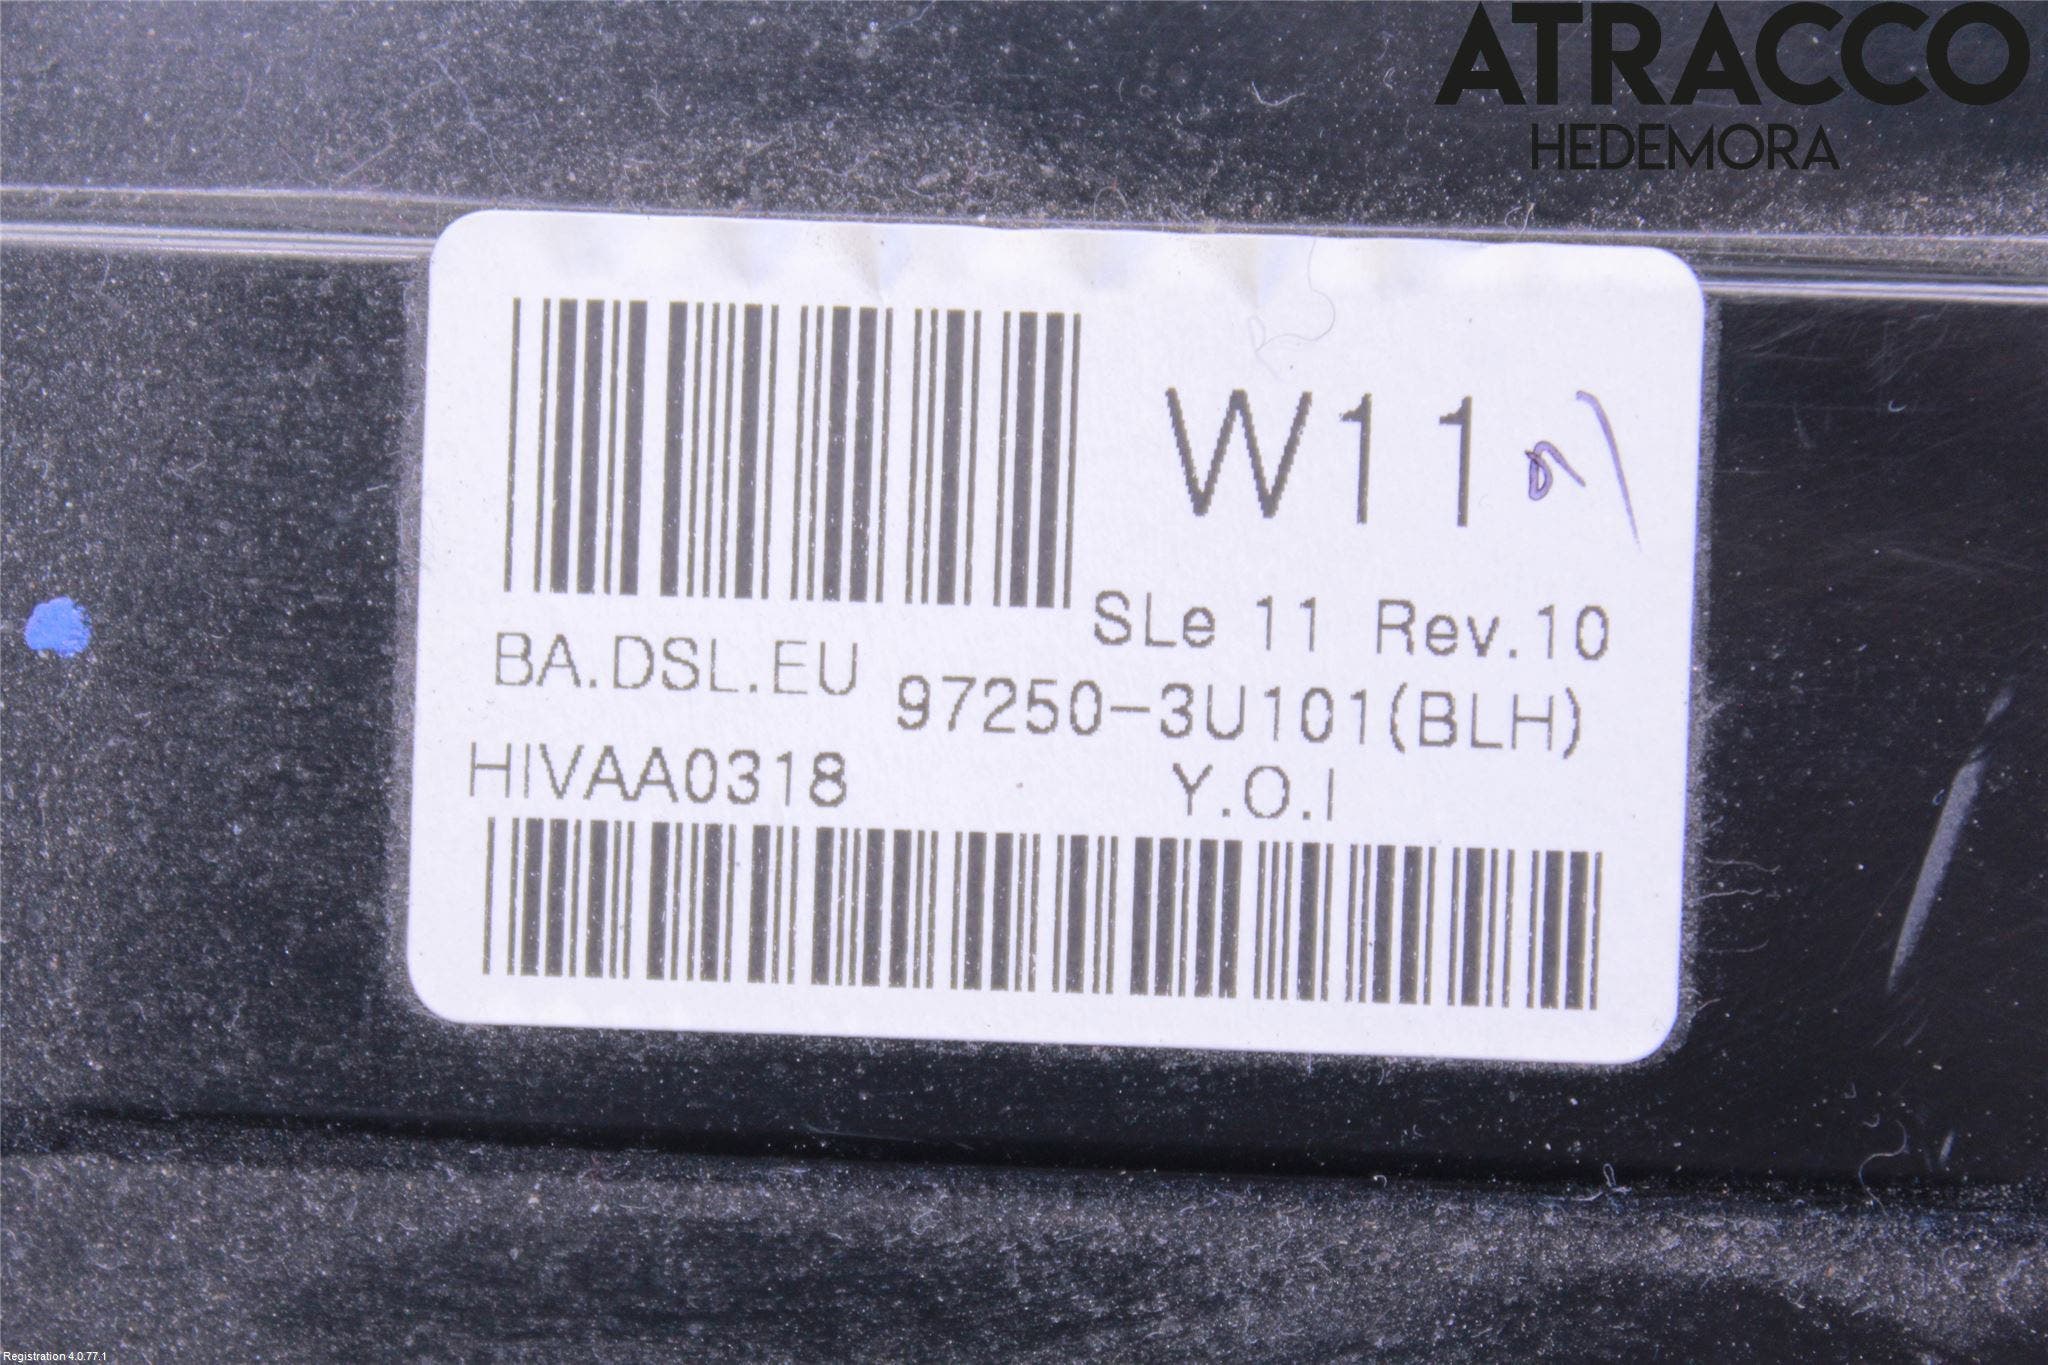 ATRACCO
HEDEMORA
W11
SLe 11 Rev.10
BA.DSL.EU
97250-3U101(BLH)
HIVAA0318
Y.O.I
Registration 4.0.77.1